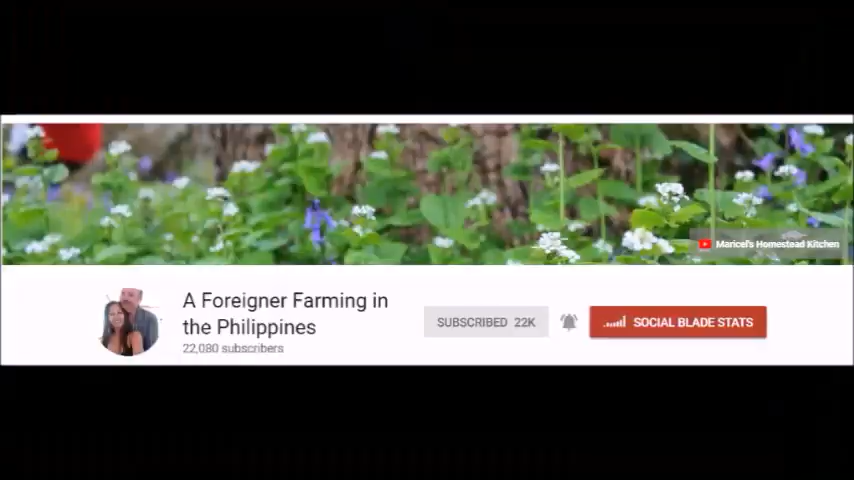 Maricel's Homestead Kitchen
A Foreigner Farming in
the Philippines
22,080 subscribers
SUBSCRIBED 22K
SOCIAL BLADE STATS